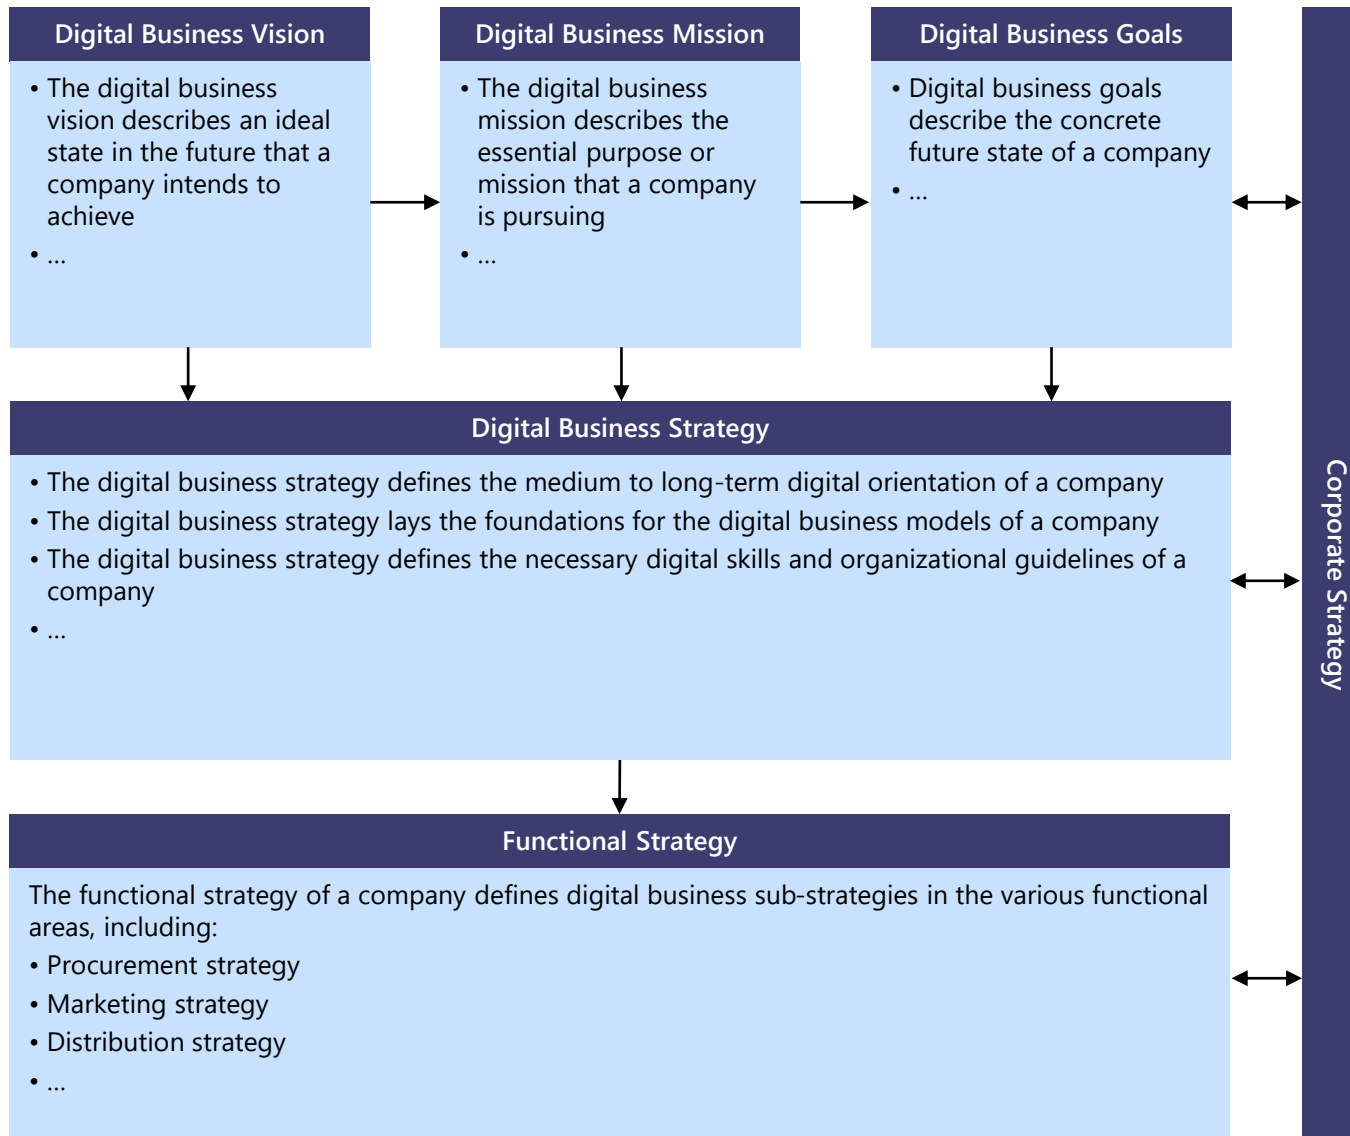 Digital Business Vision
• The digital business
vision describes an ideal
state in the future that a
company intends to
achieve
• ...
Digital Business Mission
• The digital business
mission describes the
essential purpose or
mission that a company
is pursuing
• ...
Digital Business Goals
• Digital business goals
describe the concrete
future state of a company
• ...
Digital Business Strategy
• The digital business strategy defines the medium to long-term digital orientation of a company
• The digital business strategy lays the foundations for the digital business models of a company
• The digital business strategy defines the necessary digital skills and organizational guidelines of a
company
• ...
Functional Strategy
The functional strategy of a company defines digital business sub-strategies in the various functional
areas, including:
• Procurement strategy
• Marketing strategy
• Distribution strategy
• ...
Corporate Strategy